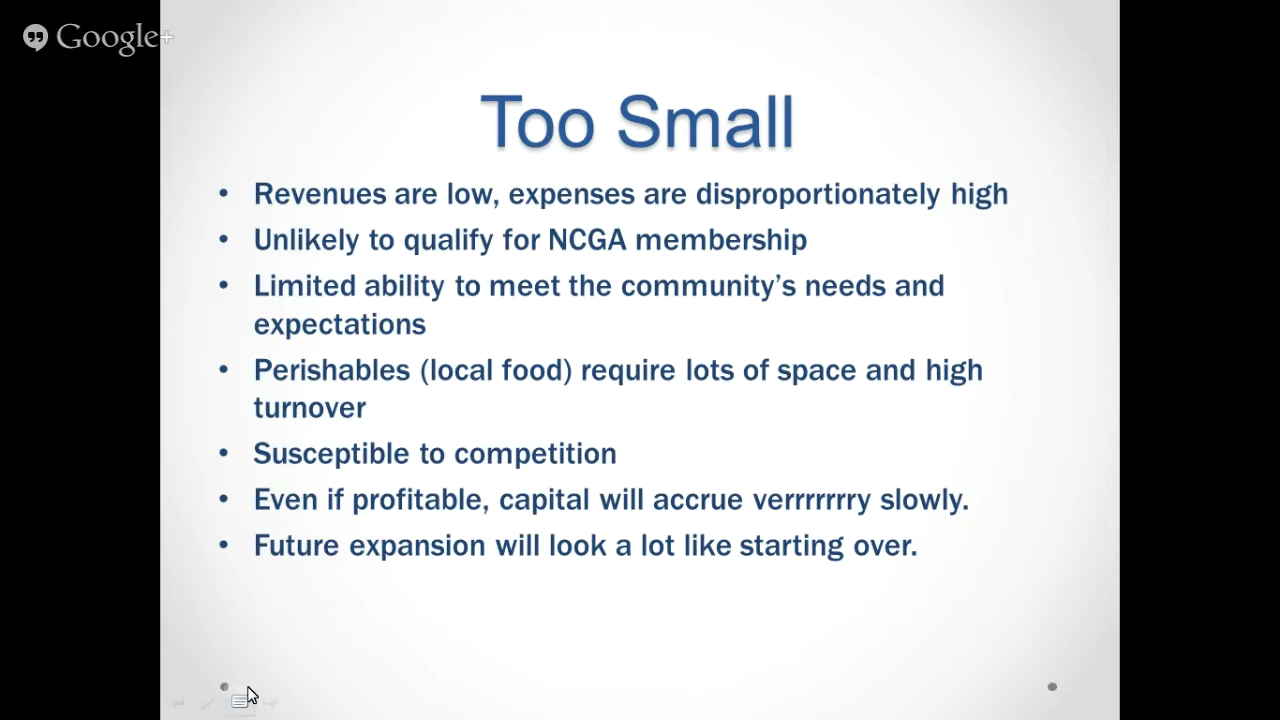 Google+
Too Small
• Revenues are low, expenses are disproportionately high
• Unlikely to qualify for NCGA membership
• Limited ability to meet the community’s needs and
expectations
• Perishables (local food) require lots of space and high
turnover
• Susceptible to competition
• Even if profitable, capital will accrue verrrrrrry slowly.
• Future expansion will look a lot like starting over.